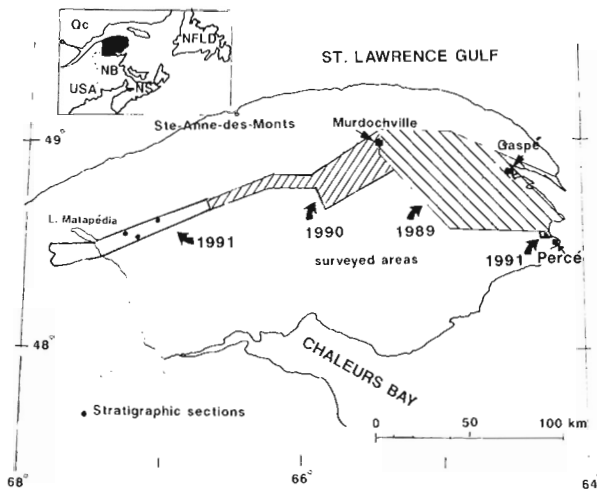 Qc
NFLD
NB
USA
NS
ST. LAWRENCE GULF
Ste-Anne-des-Monts
Murdochville
Gaspé
49°
L. Matapédia
1991
1990
1989
1991
Percé
surveyed areas
48°
CHALEURS BAY
Stratigraphic sections
0 50 100 km
68°
66°
64